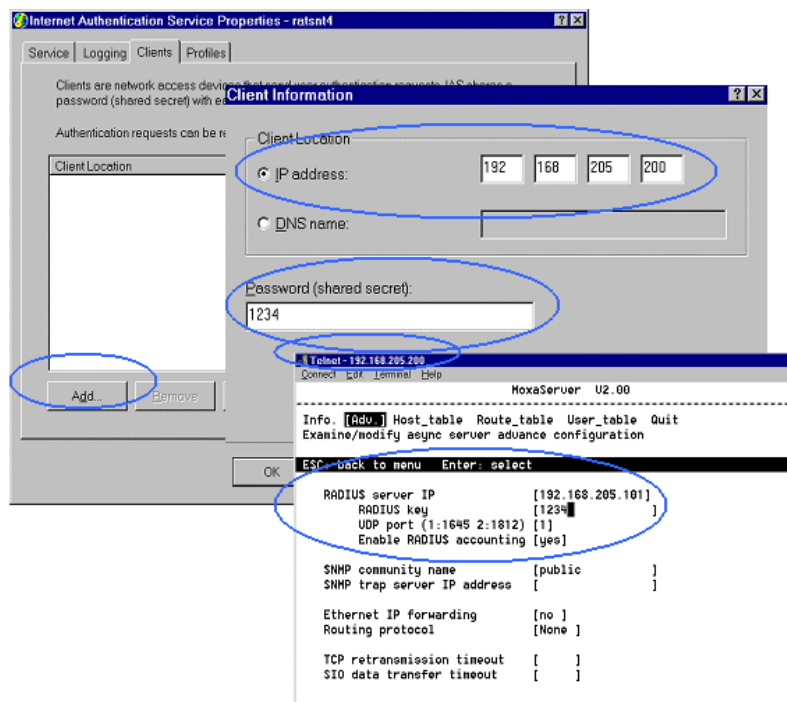 Internet Authentication Service Properties - ratsnt4
Service Logging Clients Profiles
Clients are network access devices that send user authentication requests. IAS shares a
password (shared secret) with
Authentication requests can be
Client Location
Add...
Remove
OK
Client Information
Client Location
IP address: 192 168 205 200
DNS name:
Password (shared secret):
1234
Telnet - 192.168.205.200
Connect Edit Terminal Help
MoxaServer V2.00
Info. [Adv.] Host_table Route_table User_table Quit
Examine/modify async server advance configuration
ESC: back to menu Enter: select
RADIUS server IP [192.168.205.101]
RADIUS key [1234 ]
UDP port (1:1645 2:1812) [1]
Enable RADIUS accounting [yes]
SNMP community name [public ]
SNMP trap server IP address [ ]
Ethernet IP forwarding [no ]
Routing protocol [None ]
TCP retransmission timeout [ ]
SIO data transfer timeout [ ]